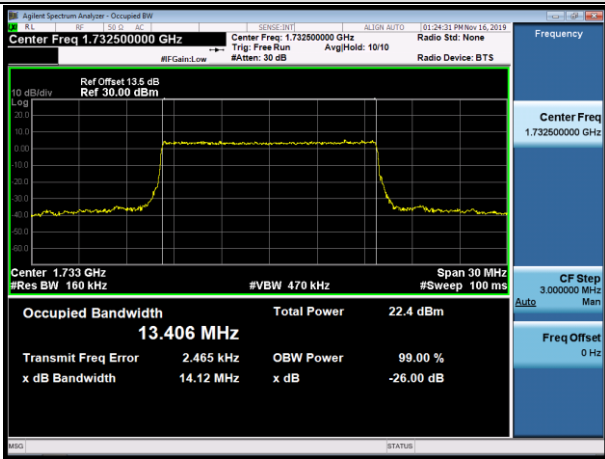 Agilent Spectrum Analyzer - Occupied BW
RL RF 50 Ω AC SENSE:INT ALIGN AUTO 01:24:31 PM Nov 16, 2019
Center Freq 1.732500000 GHz
Center Freq: 1.732500000 GHz
Radio Std: None
Trig: Free Run Avg|Hold: 10/10
#IFGain:Low #Atten: 30 dB Radio Device: BTS
Ref Offset 13.5 dB
10 dB/div Ref 30.00 dBm
Log
20.0
10.0
0.00
-10.0
-20.0
-30.0
-40.0
-50.0
-60.0
Center 1.733 GHz Span 30 MHz
#Res BW 160 kHz #VBW 470 kHz #Sweep 100 ms
Occupied Bandwidth Total Power 22.4 dBm
13.406 MHz
Transmit Freq Error 2.465 kHz OBW Power 99.00 %
x dB Bandwidth 14.12 MHz x dB -26.00 dB
MSG STATUS
Frequency
Center Freq
1.732500000 GHz
CF Step
3.000000 MHz
Auto Man
Freq Offset
0 Hz